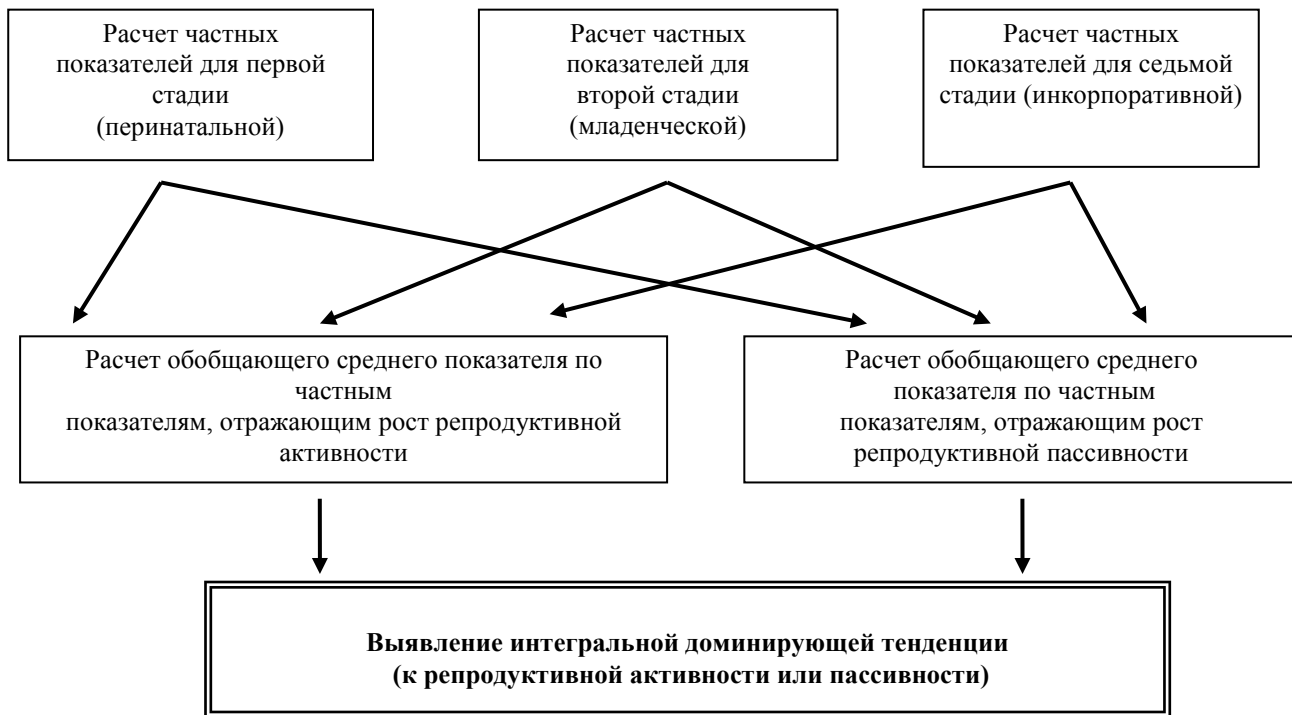 Расчет частных
показателей для первой
стадии
(перинатальной)
Расчет частных
показателей для
второй стадии
(младенческой)
Расчет частных
показателей для седьмой
стадии (инкорпоративной)
Расчет обобщающего среднего показателя по
частным
показателям, отражающим рост репродуктивной
активности
Расчет обобщающего среднего
показателя по частным
показателям, отражающим рост
репродуктивной пассивности
Выявление интегральной доминирующей тенденции
(к репродуктивной активности или пассивности)